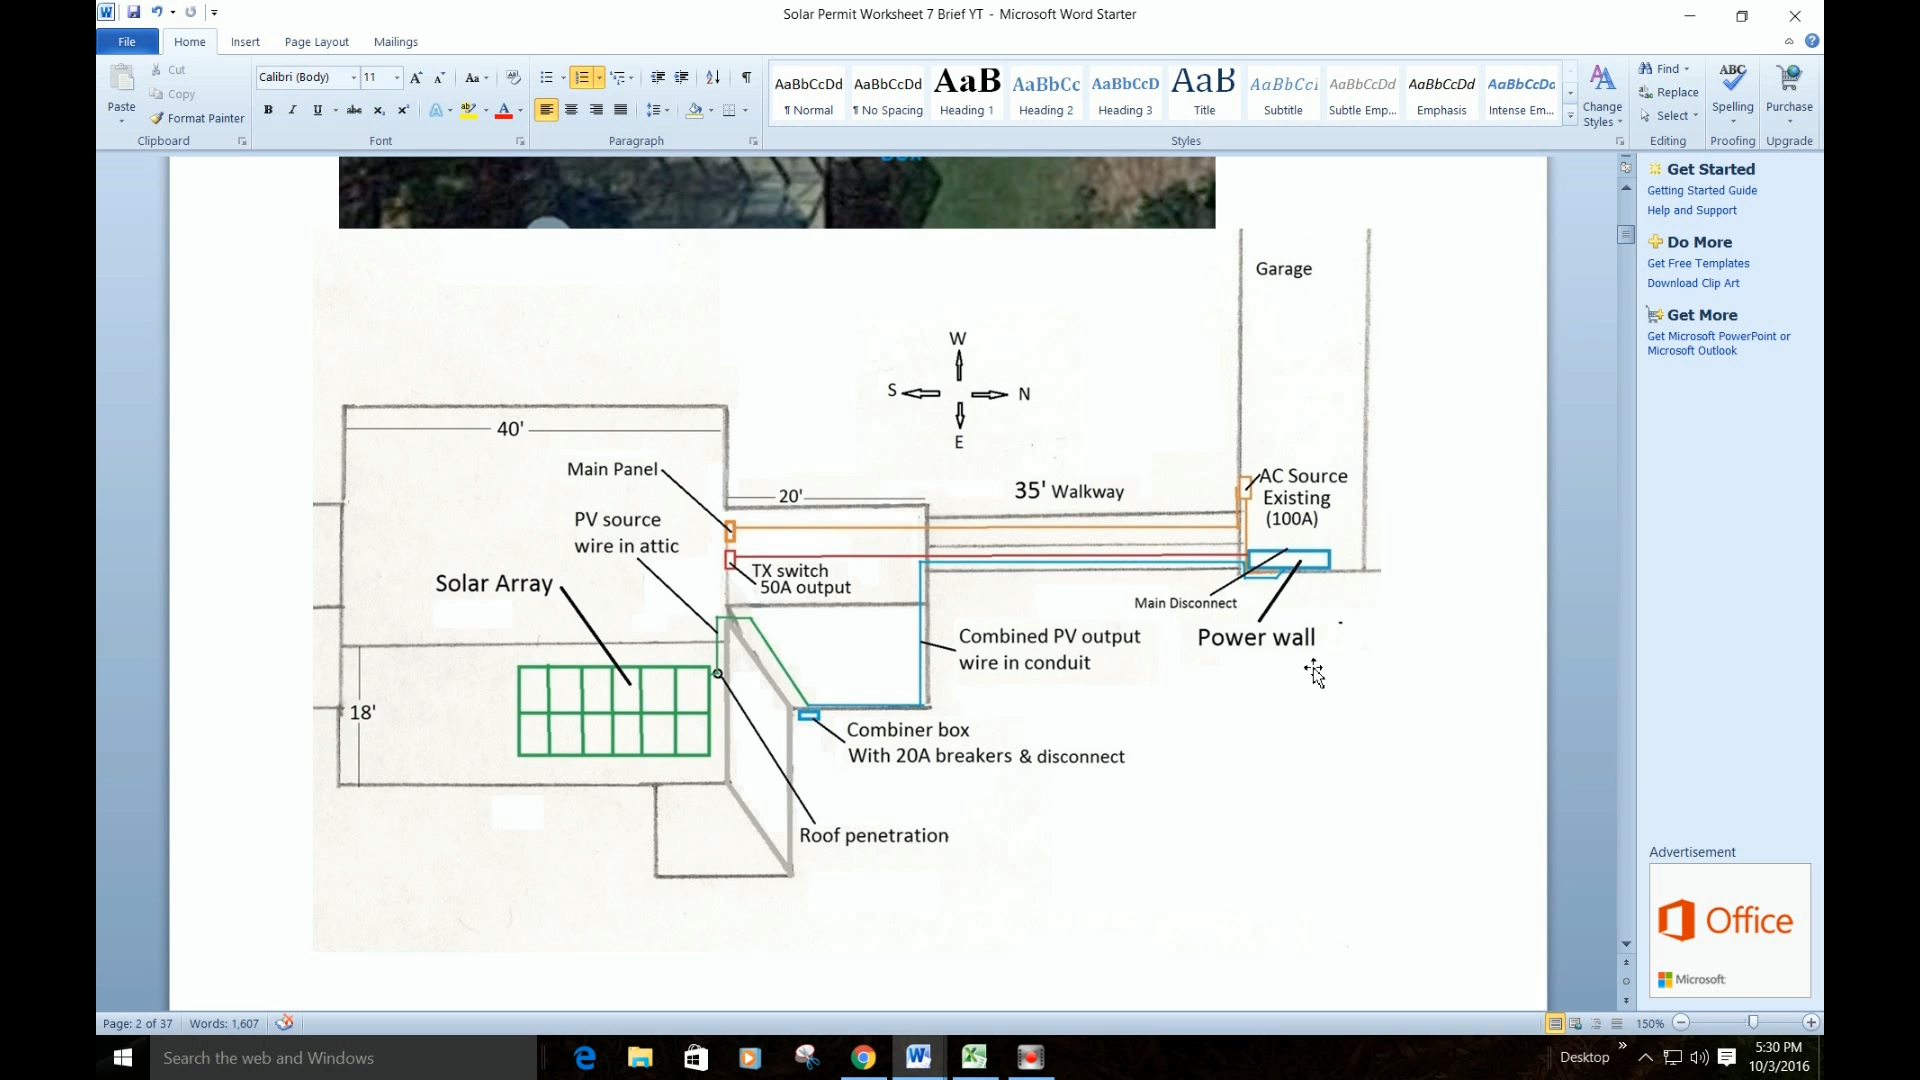 Solar Permit Worksheet 7 Brief YT - Microsoft Word Starter
File Home Insert Page Layout Mailings
Paste
Cut
Copy
Format Painter
Clipboard
Calibri (Body) 11
Font
Paragraph
AaBbCcDd AaBbCcDd AaB AaBbCc AaBbCcD AaB AaBbCcI AaBbCcDd AaBbCcDd AaBbCcDd
¶ Normal ¶ No Spacing Heading 1 Heading 2 Heading 3 Title Subtitle Subtle Emp... Emphasis Intense Em...
Change
Styles
Styles
Find
Replace
Select
Editing
ABC
Spelling
Proofing
Purchase
Upgrade
Garage
W
S N
E
40'
Main Panel
20'
35' Walkway
AC Source
Existing
(100A)
PV source
wire in attic
TX switch
50A output
Solar Array
Main Disconnect
Combined PV output
wire in conduit
Power wall
18'
Combiner box
With 20A breakers & disconnect
Roof penetration
Get Started
Getting Started Guide
Help and Support
Do More
Get Free Templates
Download Clip Art
Get More
Get Microsoft PowerPoint or
Microsoft Outlook
Advertisement
Office
Microsoft
Page: 2 of 37 Words: 1,607
150%
Search the web and Windows
Desktop
5:30 PM
10/3/2016